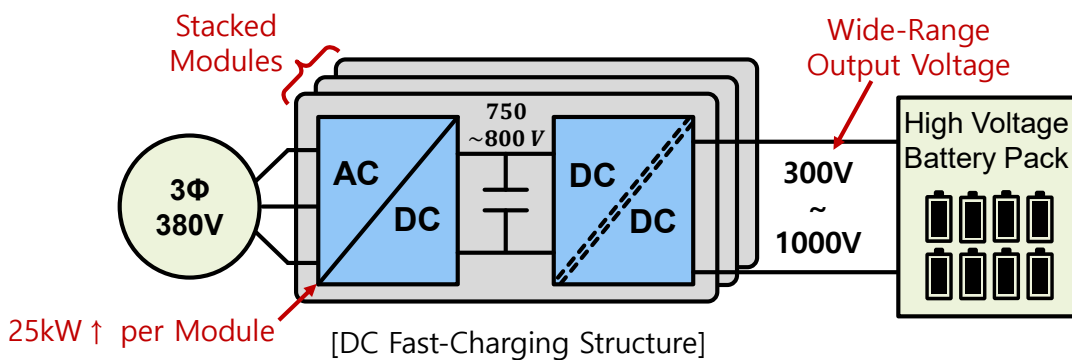 Stacked
Modules
Wide-Range
Output Voltage
750
~800 V
3Φ
380V
AC
DC
DC
DC
300V
~
1000V
High Voltage
Battery Pack
25kW ↑ per Module
[DC Fast-Charging Structure]